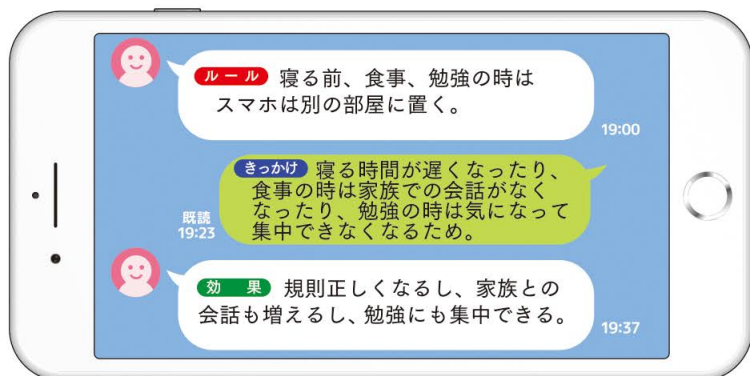 ルール 寝る前、食事、勉強の時は
スマホは別の部屋に置く。
19:00
きっかけ 寝る時間が遅くなったり、
食事の時は家族での会話がなく
なったり、勉強の時は気になって
集中できなくなるため。
既読
19:23
効果 規則正しくなるし、家族との
会話も増えるし、勉強にも集中できる。
19:37